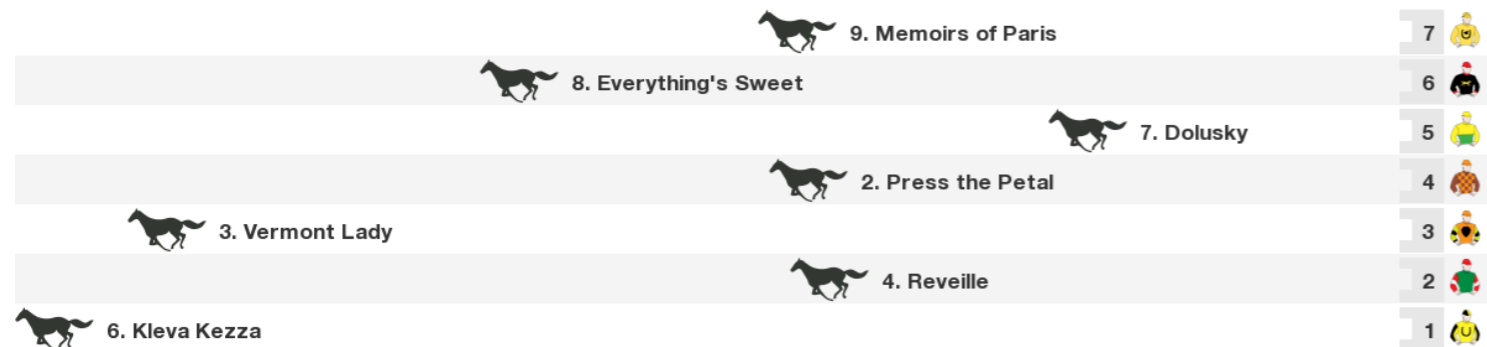 9. Memoirs of Paris 7
8. Everything's Sweet 6
7. Dolusky 5
2. Press the Petal 4
3. Vermont Lady 3
4. Reveille 2
6. Kleva Kezza 1